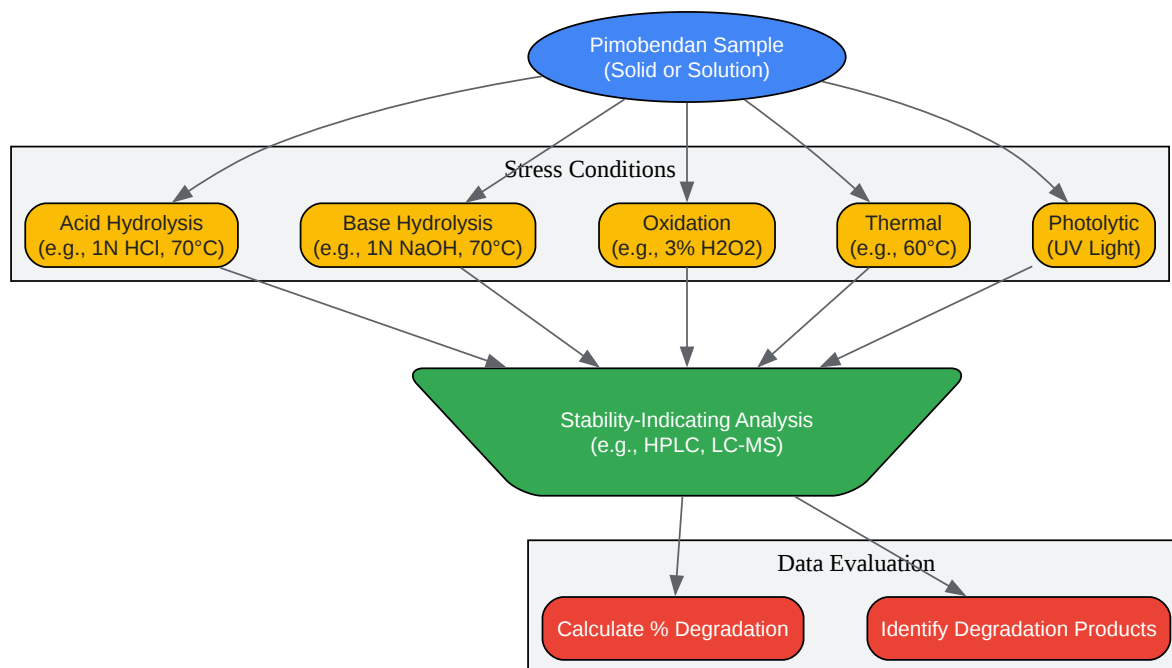 Pimobendan Sample
(Solid or Solution)
Stress Conditions
Acid Hydrolysis
(e.g., 1N HCl, 70°C)
Base Hydrolysis
(e.g., 1N NaOH, 70°C)
Oxidation
(e.g., 3% H2O2)
Thermal
(e.g., 60°C)
Photolytic
(UV Light)
Stability-Indicating Analysis
(e.g., HPLC, LC-MS)
Data Evaluation
Calculate % Degradation
Identify Degradation Products